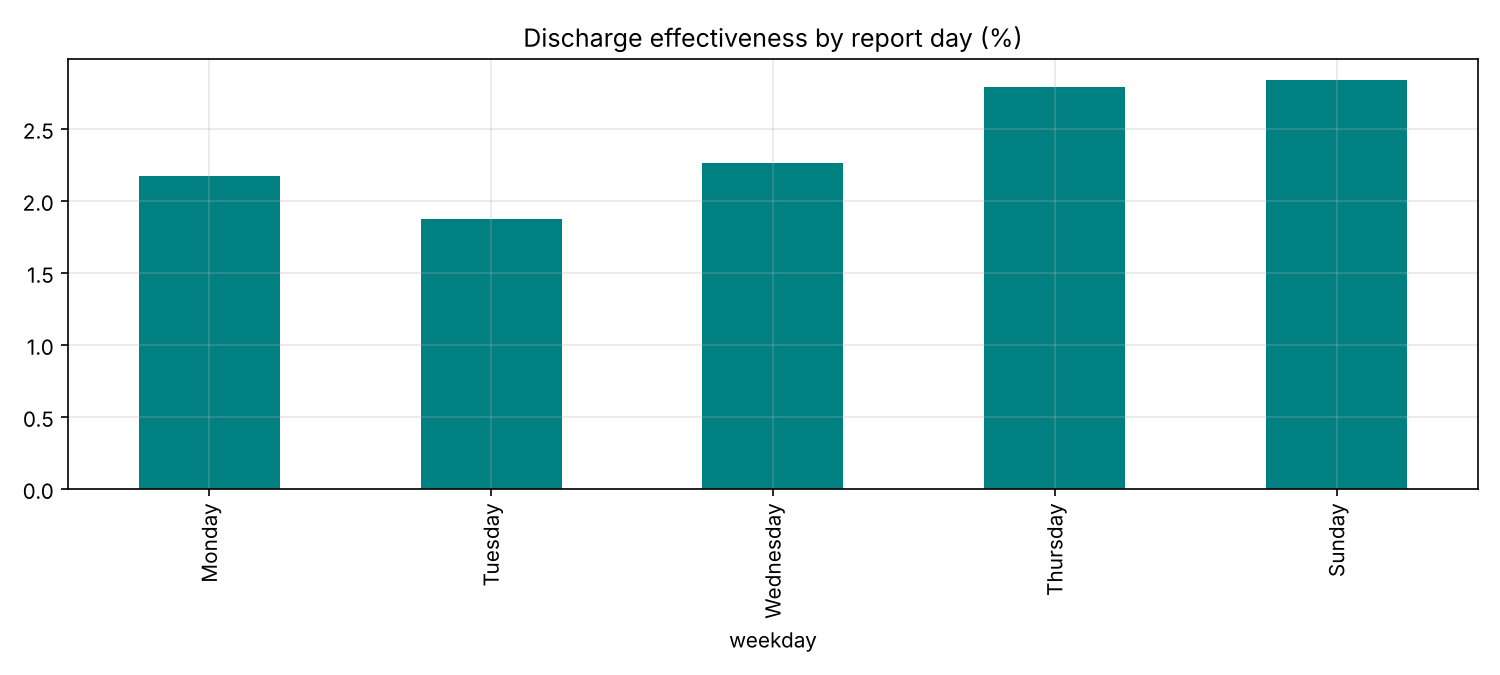 Discharge effectiveness by report day (%)
2.5
2.0
1.5
1.0
0.5
0.0
Monday
Tuesday
Wednesday
Thursday
Sunday
weekday